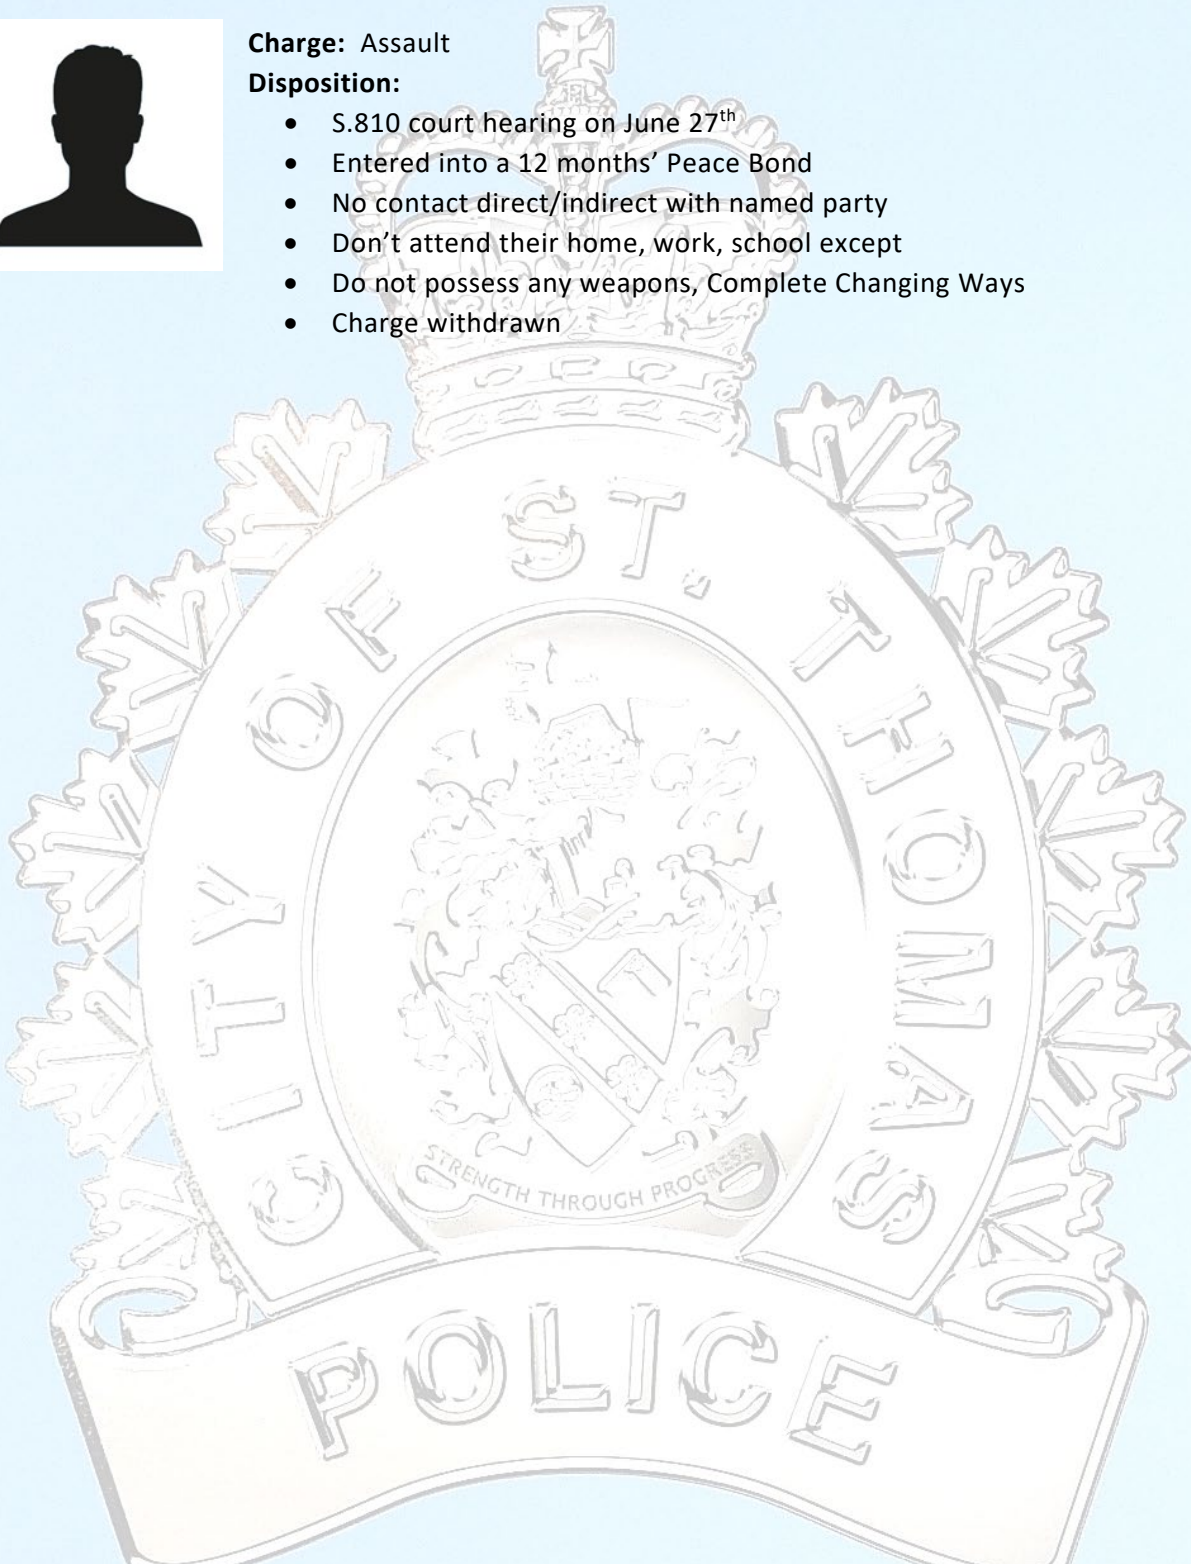 Charge: Assault
Disposition:
• S.810 court hearing on June 27th
• Entered into a 12 months’ Peace Bond
• No contact direct/indirect with named party
• Don’t attend their home, work, school except
• Do not possess any weapons, Complete Changing Ways
• Charge withdrawn
CITY OF ST. THOMAS
STRENGTH THROUGH PROGRESS
POLICE